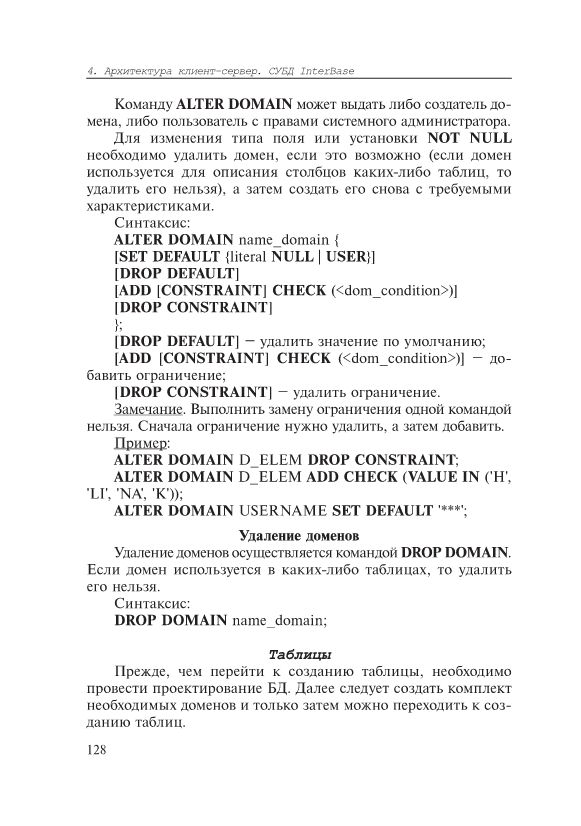 4. Архитектура клиент-сервер. СУБД InterBase
Команду ALTER DOMAIN может выдать либо создатель до-
мена, либо пользователь с правами системного администратора.
Для изменения типа поля или установки NOT NULL
необходимо удалить домен, если это возможно (если домен
используется для описания столбцов каких-либо таблиц, то
удалить его нельзя), а затем создать его снова с требуемыми
характеристиками.
Синтаксис:
ALTER DOMAIN name_domain {
[SET DEFAULT {literal NULL | USER}]
[DROP DEFAULT]
[ADD [CONSTRAINT] CHECK (<dom_condition>)]
[DROP CONSTRAINT]
};
[DROP DEFAULT] — удалить значение по умолчанию;
[ADD [CONSTRAINT] CHECK (<dom_condition>)] — до-
бавить ограничение;
[DROP CONSTRAINT] — удалить ограничение.
Замечание. Выполнить замену ограничения одной командой
нельзя. Сначала ограничение нужно удалить, а затем добавить.
Пример:
ALTER DOMAIN D_ELEM DROP CONSTRAINT;
ALTER DOMAIN D_ELEM ADD CHECK (VALUE IN ('H',
'LI', 'NA', 'K'));
ALTER DOMAIN USERNAME SET DEFAULT '***';
Удаление доменов
Удаление доменов осуществляется командой DROP DOMAIN.
Если домен используется в каких-либо таблицах, то удалить
его нельзя.
Синтаксис:
DROP DOMAIN name_domain;
Таблицы
Прежде, чем перейти к созданию таблицы, необходимо
провести проектирование БД. Далее следует создать комплект
необходимых доменов и только затем можно переходить к соз-
данию таблиц.
128